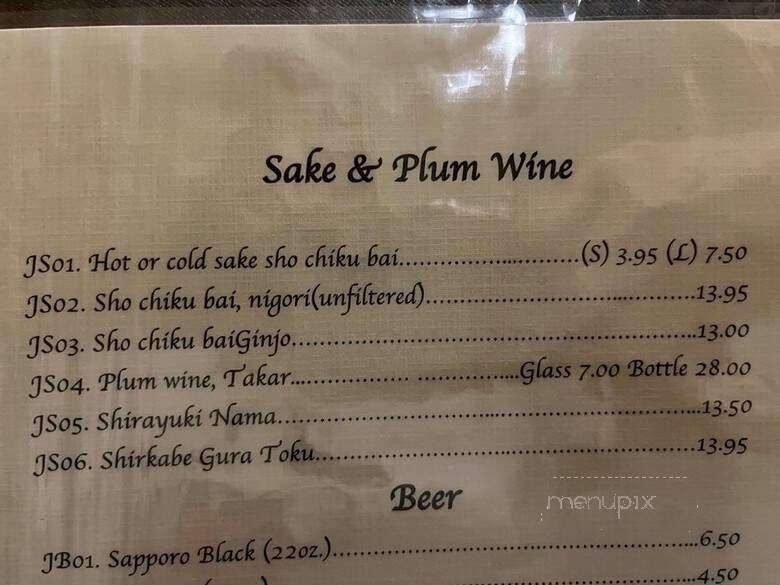 Sake & Plum Wine
JS01. Hot or cold sake sho chiku bai.......................(S) 3.95 (L) 7.50
JS02. Sho chiku bai, nigori(unfiltered)..................................13.95
JS03. Sho chiku baiGinjo.....................................................13.00
JS04. Plum wine, Takar................. ..............Glass 7.00 Bottle 28.00
JS05. Shirayuki Nama........................................................13.50
JS06. Shirkabe Gura Toku..................................................13.95
Beer
JB01. Sapporo Black (22oz.)................................................6.50
4.50
menupix